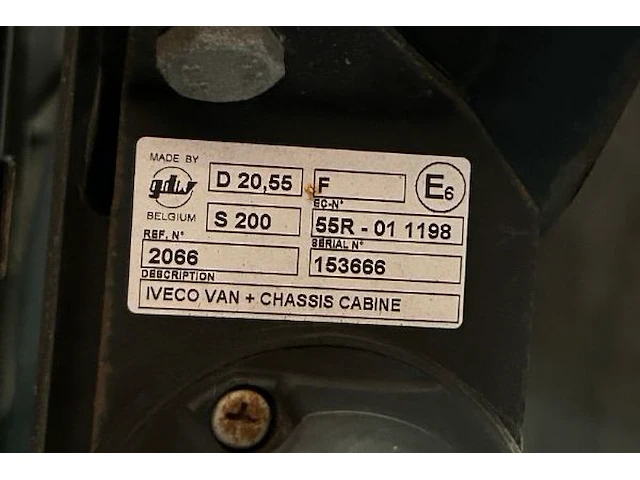 MADE BY
gdw
BELGIUM
D 20,55
F
E6
S 200
EC-N°
55R - 01 1198
REF. N°
2066
SERIAL N°
153666
DESCRIPTION
IVECO VAN + CHASSIS CABINE